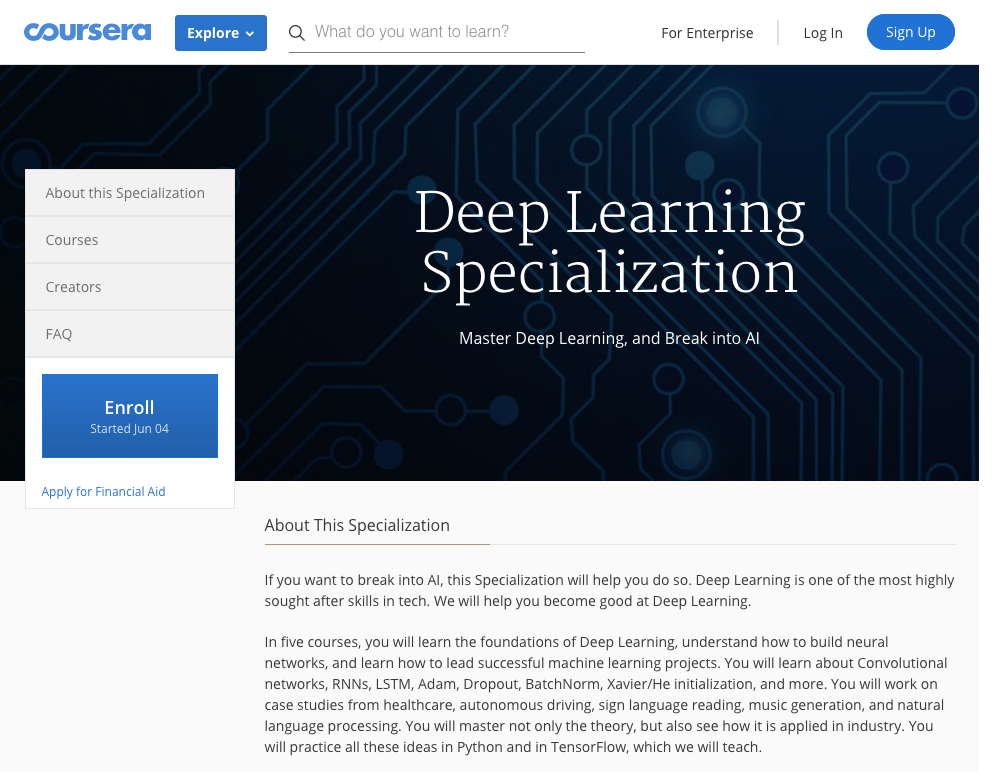 coursera
Explore
What do you want to learn?
For Enterprise
Log In
Sign Up
About this Specialization
Courses
Creators
FAQ
Enroll
Started Jun 04
Apply for Financial Aid
Deep Learning
Specialization
Master Deep Learning, and Break into AI
About This Specialization
If you want to break into AI, this Specialization will help you do so. Deep Learning is one of the most highly
sought after skills in tech. We will help you become good at Deep Learning.
In five courses, you will learn the foundations of Deep Learning, understand how to build neural
networks, and learn how to lead successful machine learning projects. You will learn about Convolutional
networks, RNNs, LSTM, Adam, Dropout, BatchNorm, Xavier/He initialization, and more. You will work on
case studies from healthcare, autonomous driving, sign language reading, music generation, and natural
language processing. You will master not only the theory, but also see how it is applied in industry. You
will practice all these ideas in Python and in TensorFlow, which we will teach.